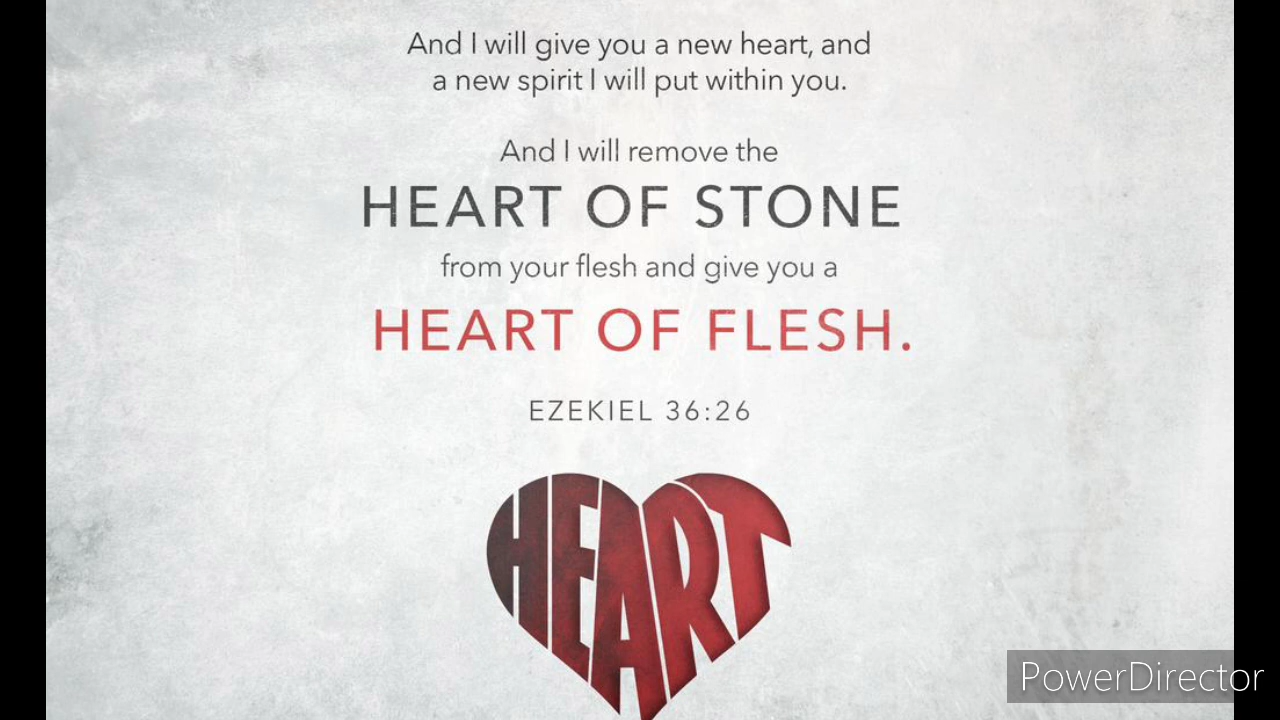 And I will give you a new heart, and
a new spirit I will put within you.
And I will remove the
HEART OF STONE
from your flesh and give you a
HEART OF FLESH.
EZEKIEL 36:26
HEART
PowerDirector